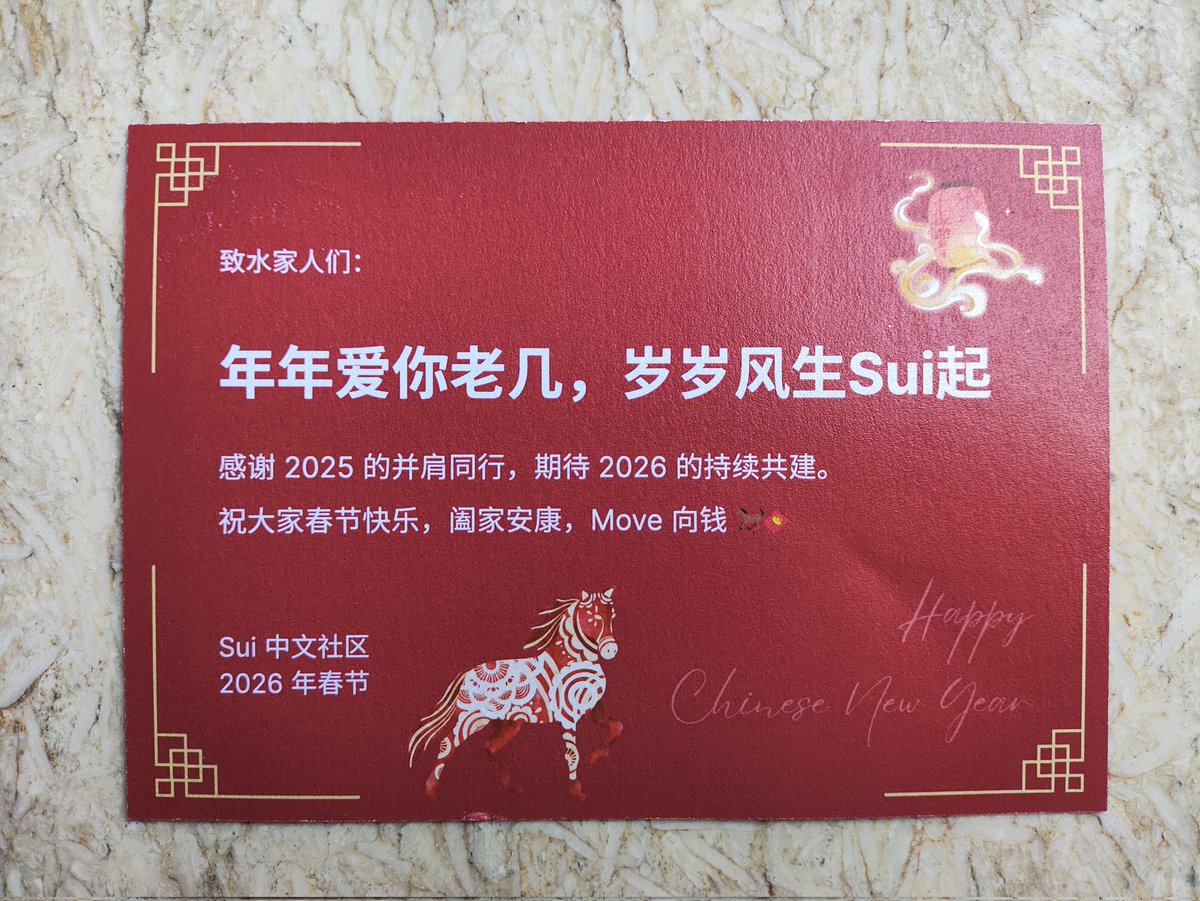 致水家人们：
年年爱你老几，岁岁风生Sui起
感谢 2025 的并肩同行，期待 2026 的持续共建。
祝大家春节快乐，阖家安康，Move 向钱 🐎🧧
Sui 中文社区
2026 年春节
Happy
Chinese New Year